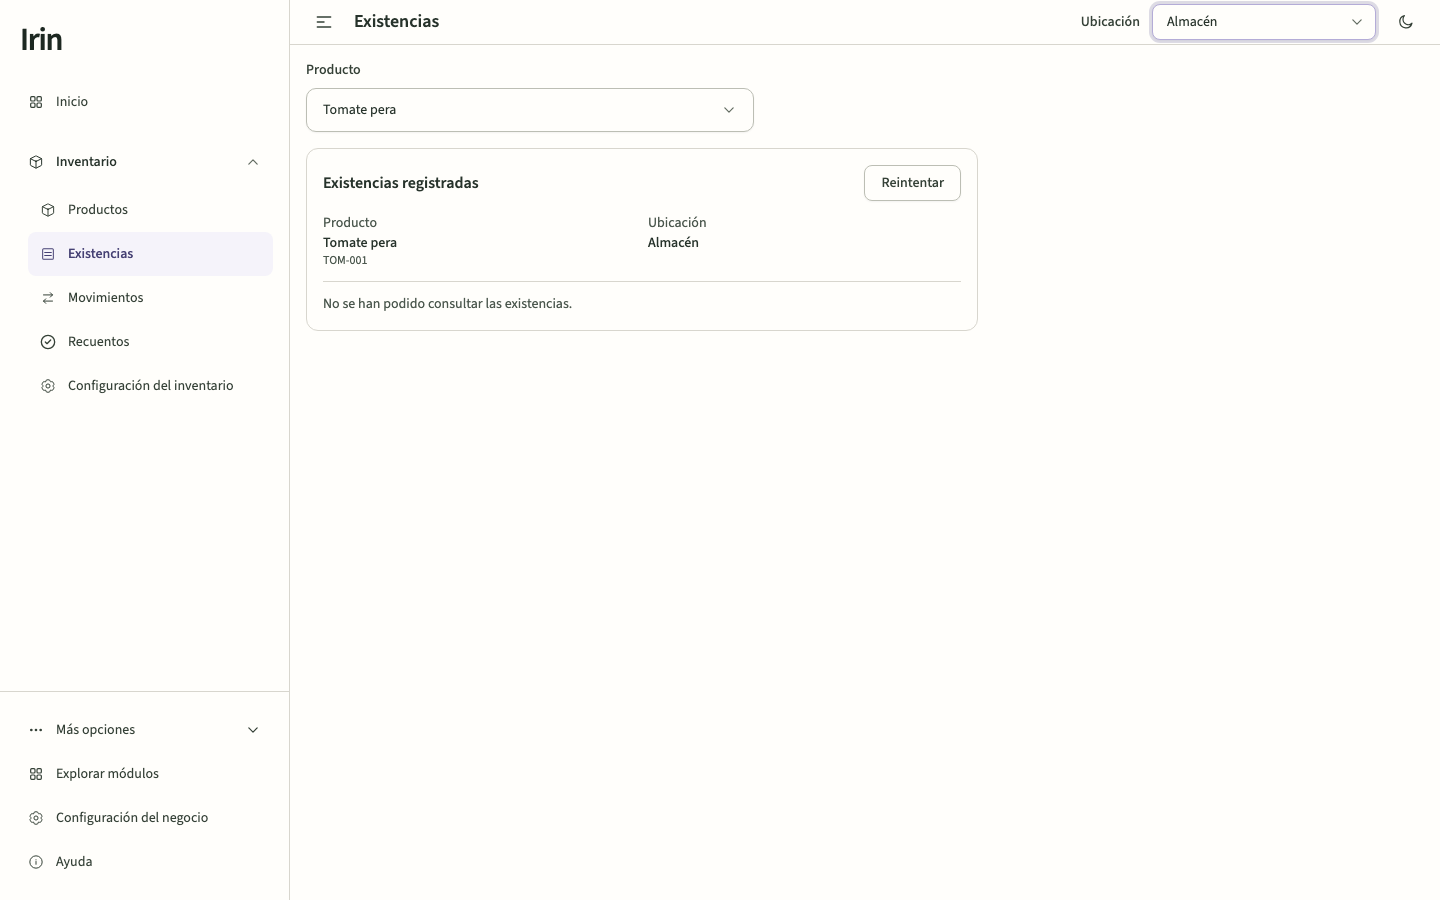 Irin
Existencias
Ubicación
Almacén
Inicio
Inventario
Productos
Existencias
Movimientos
Recuentos
Configuración del inventario
Más opciones
Explorar módulos
Configuración del negocio
Ayuda
Producto
Tomate pera
Existencias registradas
Reintentar
Producto
Ubicación
Tomate pera
Almacén
TOM-001
No se han podido consultar las existencias.